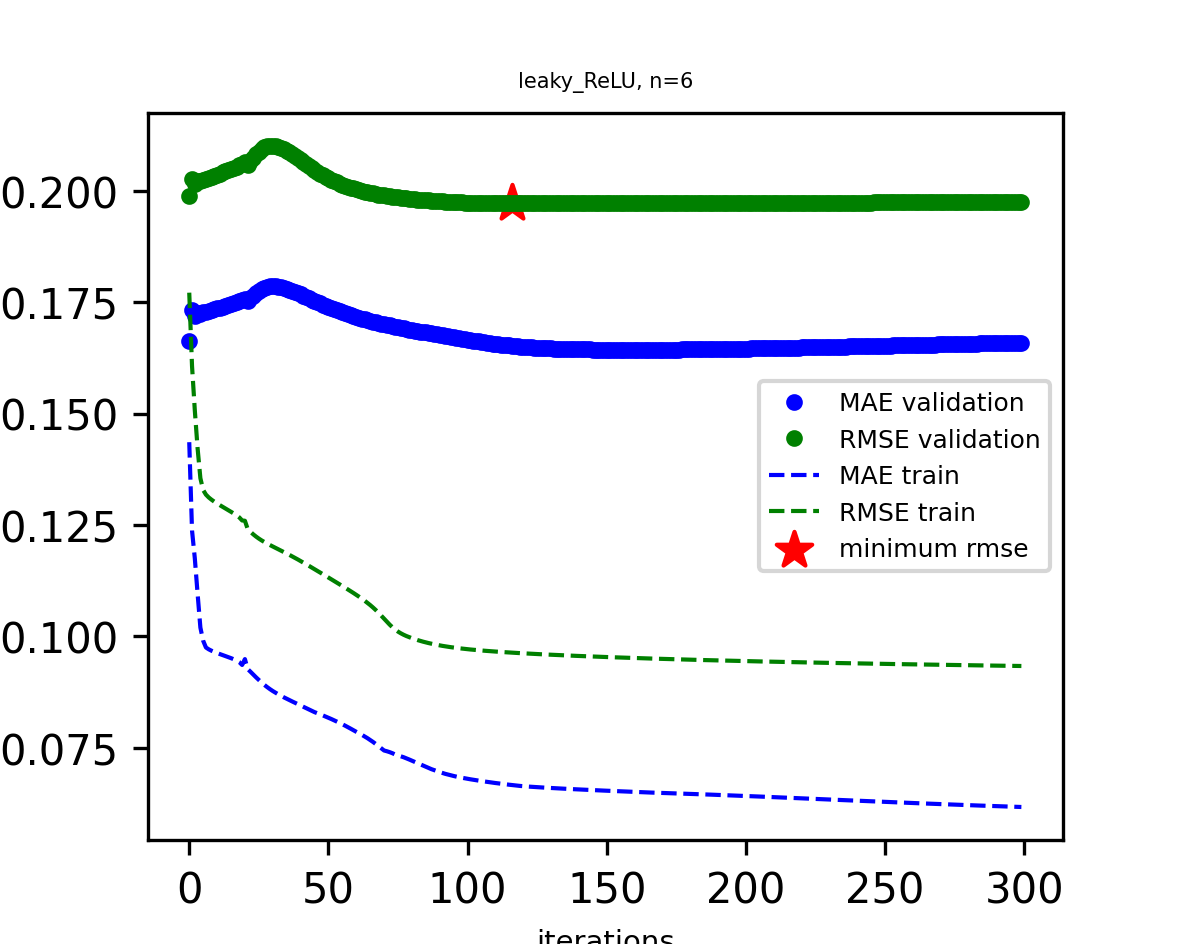 leaky_ReLU, n=6
0.200
0.175
0.150
0.125
0.100
0.075
MAE validation
RMSE validation
MAE train
RMSE train
minimum rmse
0 50 100 150 200 250 300
iterations